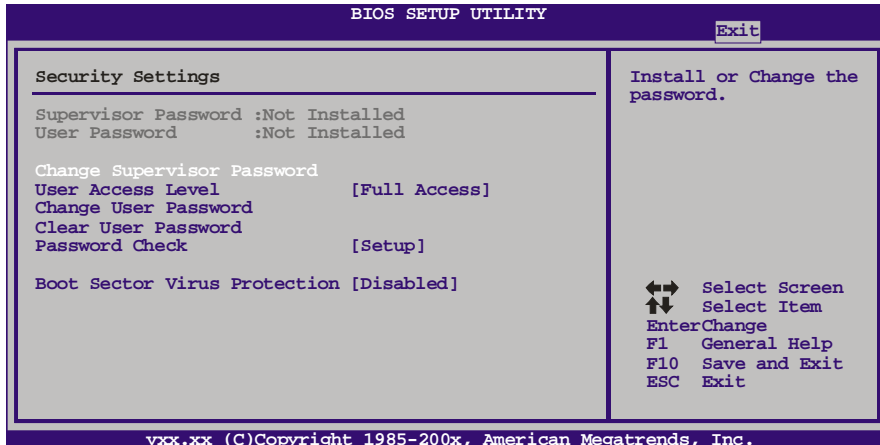 BIOS SETUP UTILITY
Exit
Security Settings
Supervisor Password :Not Installed
User Password :Not Installed
Change Supervisor Password
User Access Level [Full Access]
Change User Password
Clear User Password
Password Check [Setup]
Boot Sector Virus Protection [Disabled]
Install or Change the
password.
Select Screen
Select Item
EnterChange
F1 General Help
F10 Save and Exit
ESC Exit
vxx.xx (C)Copyright 1985-200x, American Megatrends, Inc.